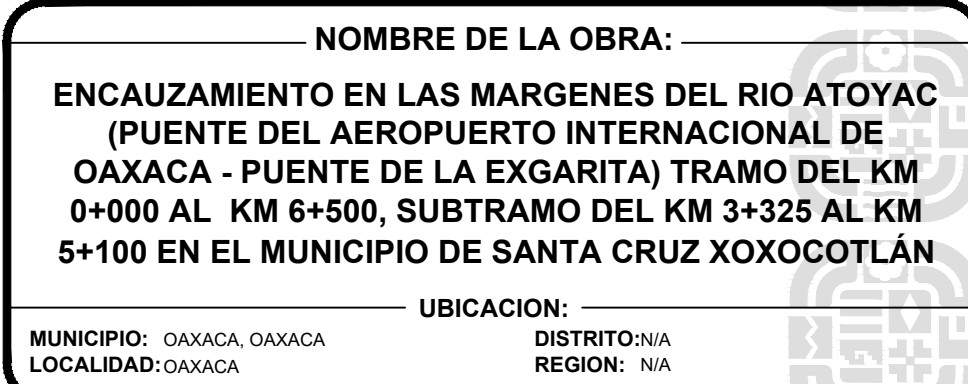 NOMBRE DE LA OBRA:
ENCAUZAMIENTO EN LAS MARGENES DEL RIO ATOYAC
(PUENTE DEL AEROPUERTO INTERNACIONAL DE
OAXACA - PUENTE DE LA EXGARITA) TRAMO DEL KM
0+000 AL KM 6+500, SUBTRAMO DEL KM 3+325 AL KM
5+100 EN EL MUNICIPIO DE SANTA CRUZ XOXOCOTLÁN
UBICACION:
MUNICIPIO: OAXACA, OAXACA DISTRITO:N/A
LOCALIDAD:OAXACA REGION: N/A